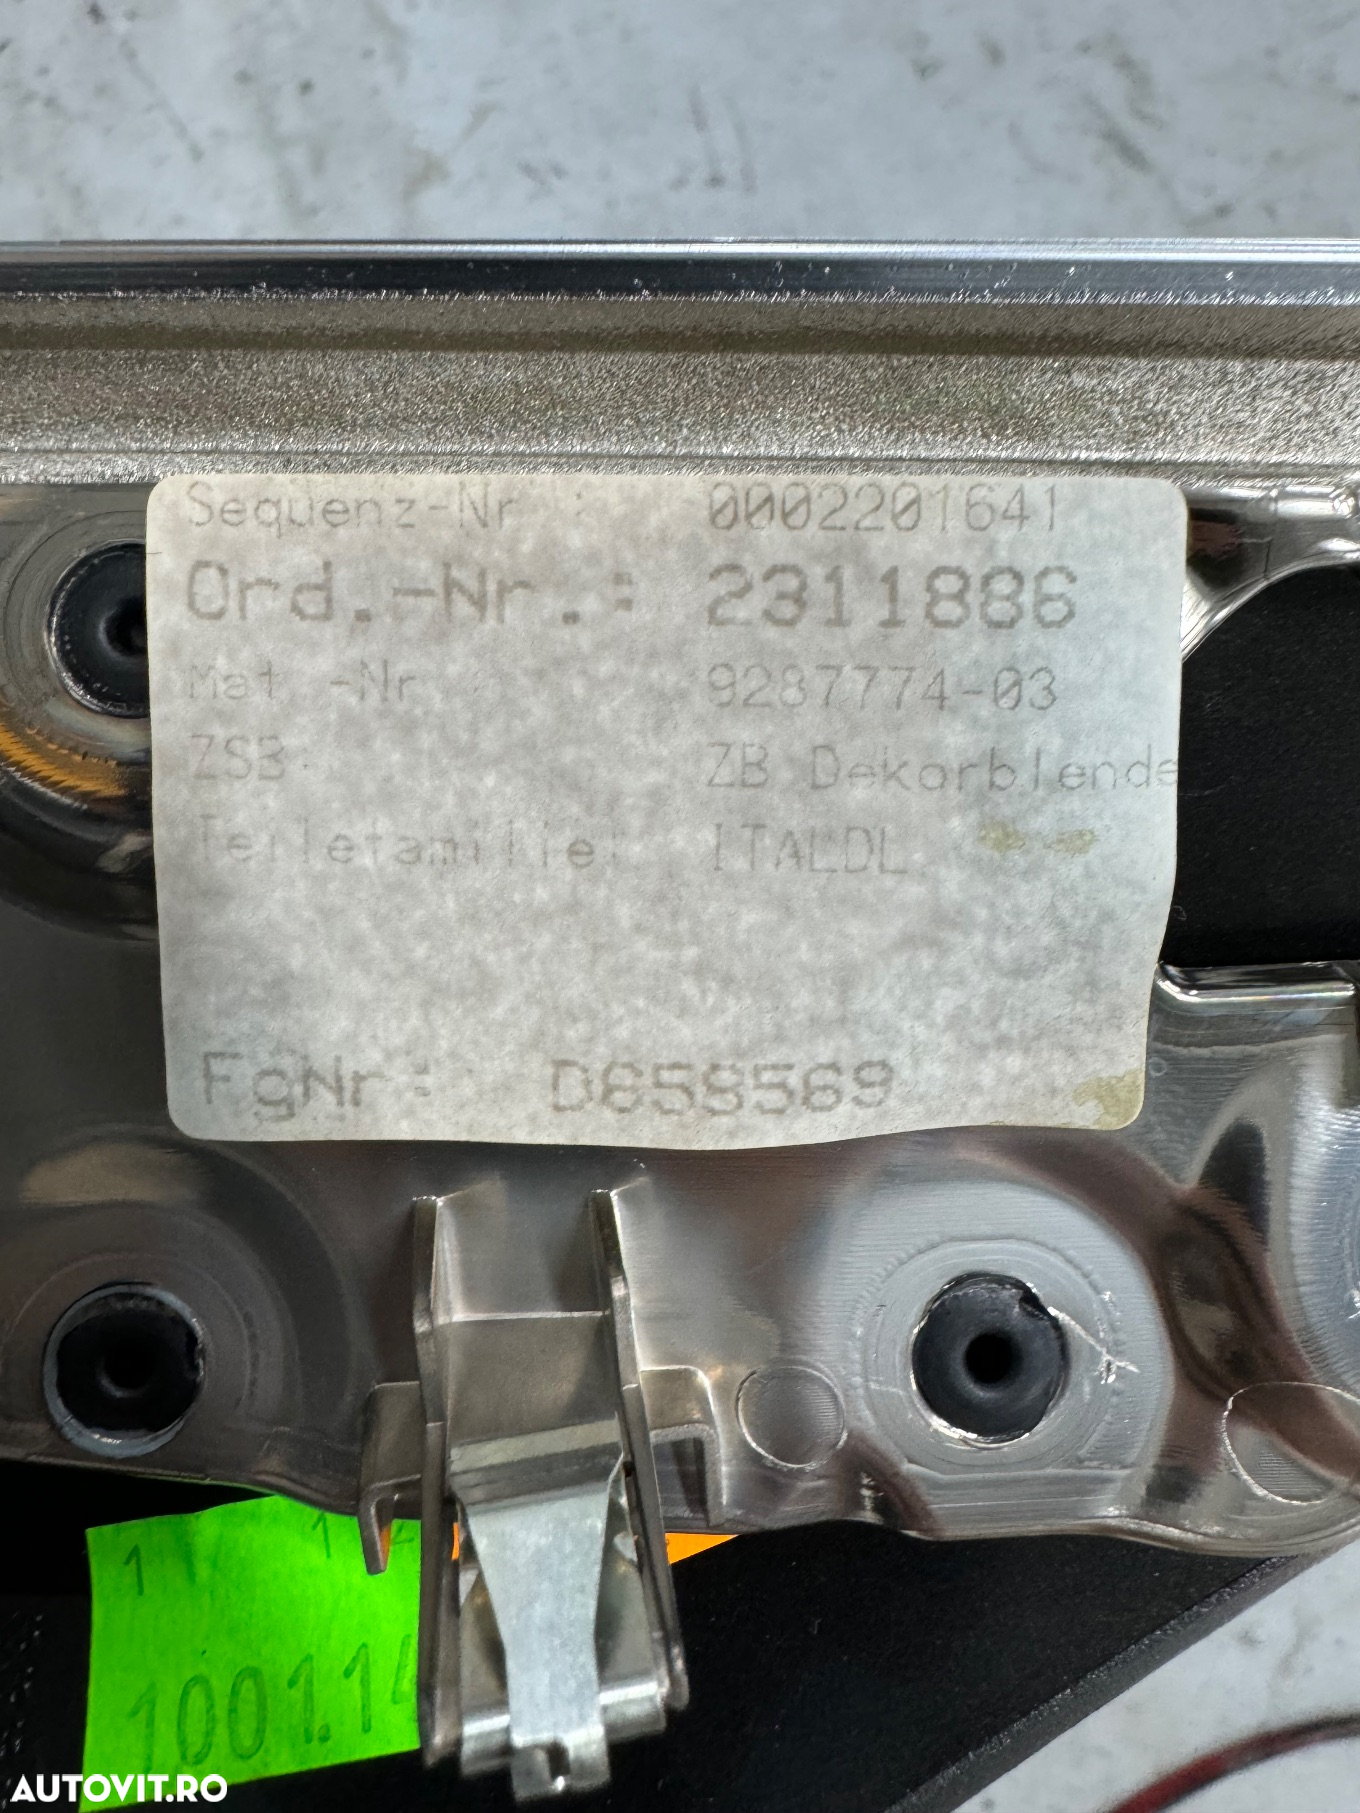 Sequenz-Nr 0002201641
Ord.-Nr.: 2311886
Mat -Nr 9287774-03
ZSB ZB Dekorblende
ITALDL
FgNr: D658569
1001.14
AUTOVIT.RO